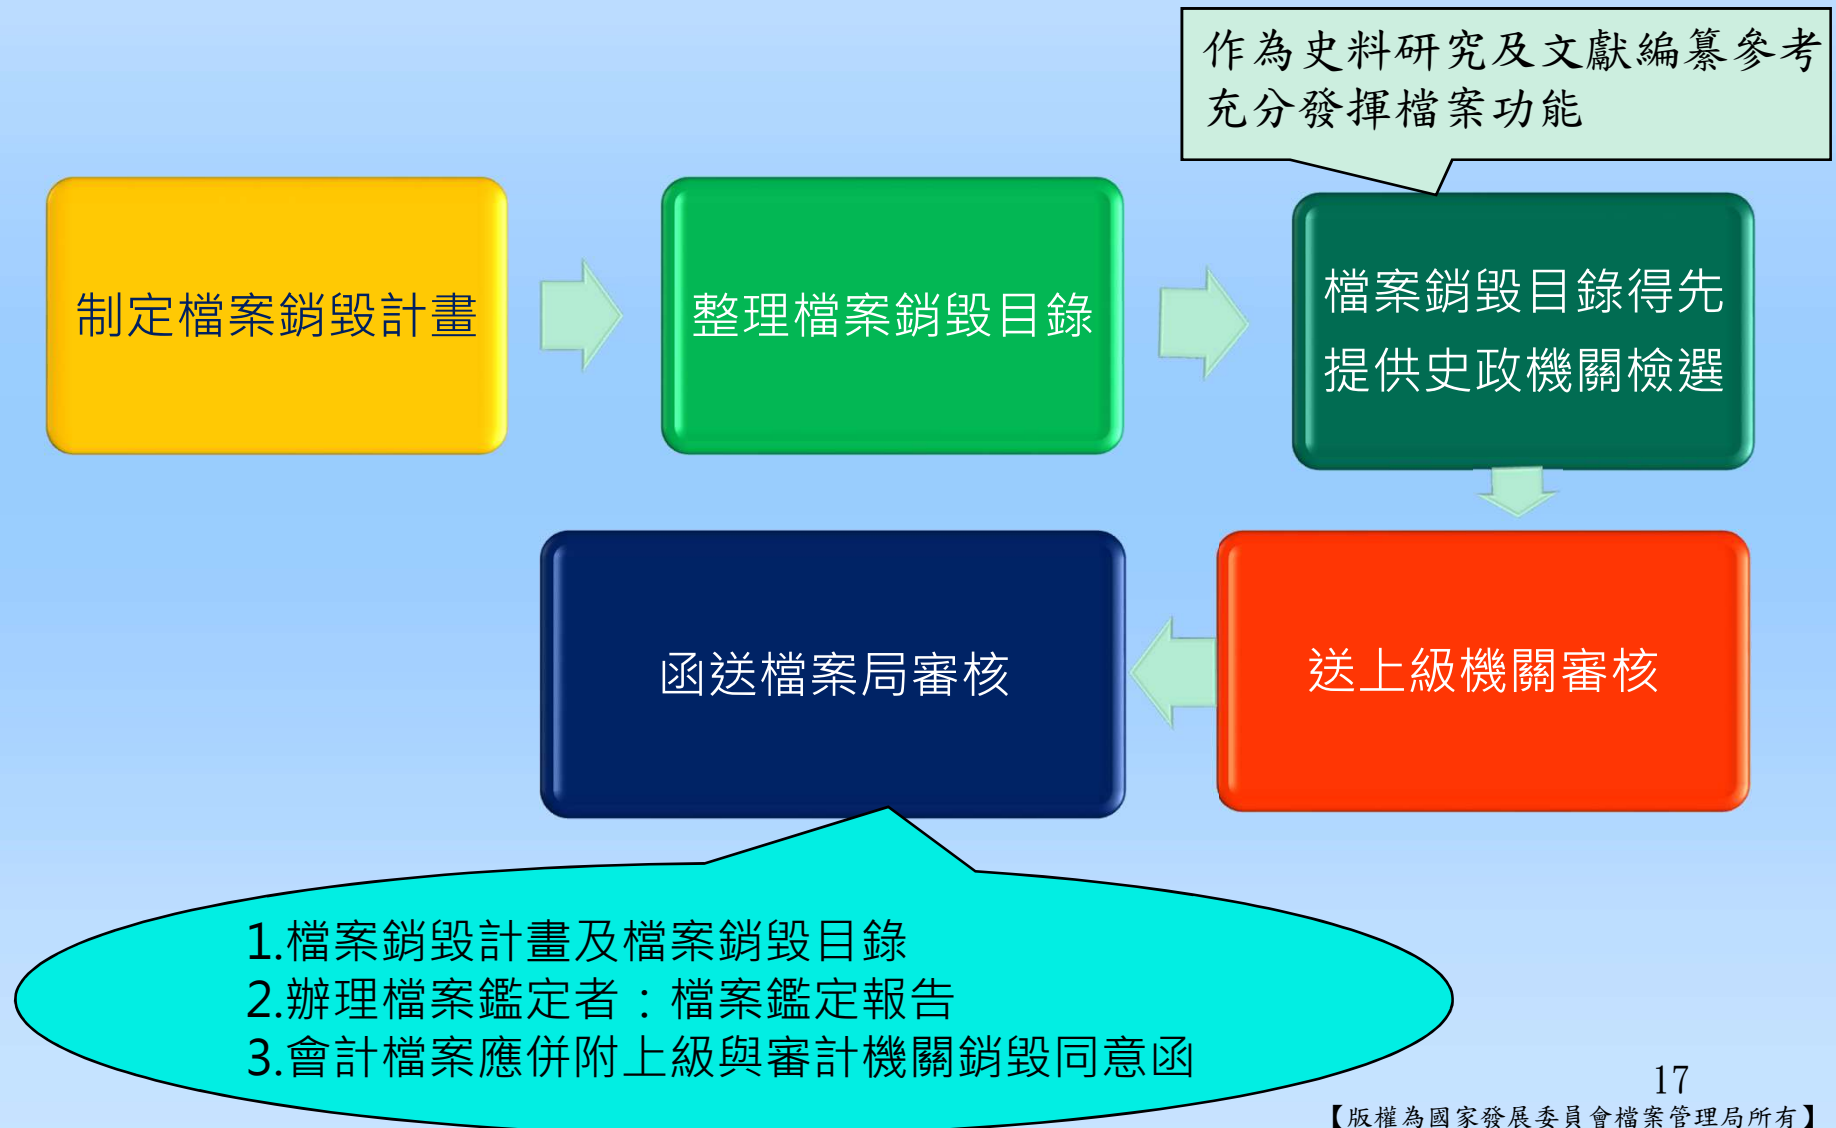 作為史料研究及文獻編纂參考
充分發揮檔案功能
制定檔案銷毀計畫
整理檔案銷毀目錄
檔案銷毀目錄得先
提供史政機關檢選
送上級機關審核
函送檔案局審核
1.檔案銷毀計畫及檔案銷毀目錄
2.辦理檔案鑑定者：檔案鑑定報告
3.會計檔案應併附上級與審計機關銷毀同意函
17
【版權為國家發展委員會檔案管理局所有】